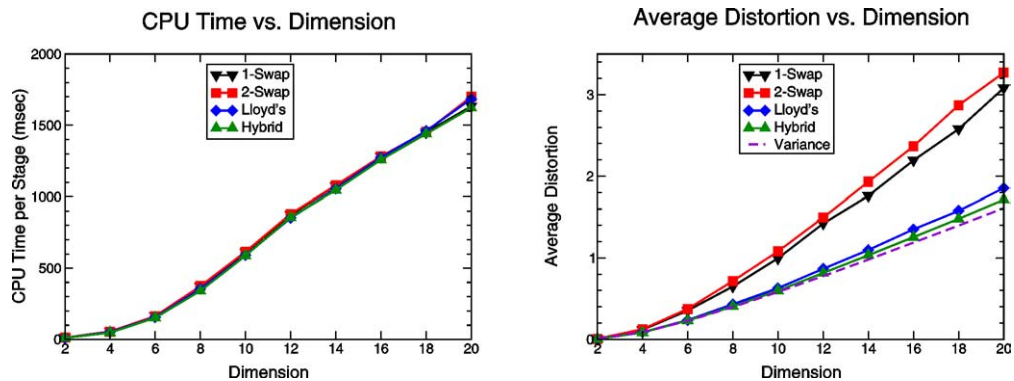 CPU Time vs. Dimension
2000
1500
1000
500
0
CPU Time per Stage (msec)
1-Swap
2-Swap
Lloyd's
Hybrid
2 4 6 8 10 12 14 16 18 20
Dimension
Average Distortion vs. Dimension
3
2
1
0
Average Distortion
1-Swap
2-Swap
Lloyd's
Hybrid
Variance
2 4 6 8 10 12 14 16 18 20
Dimension